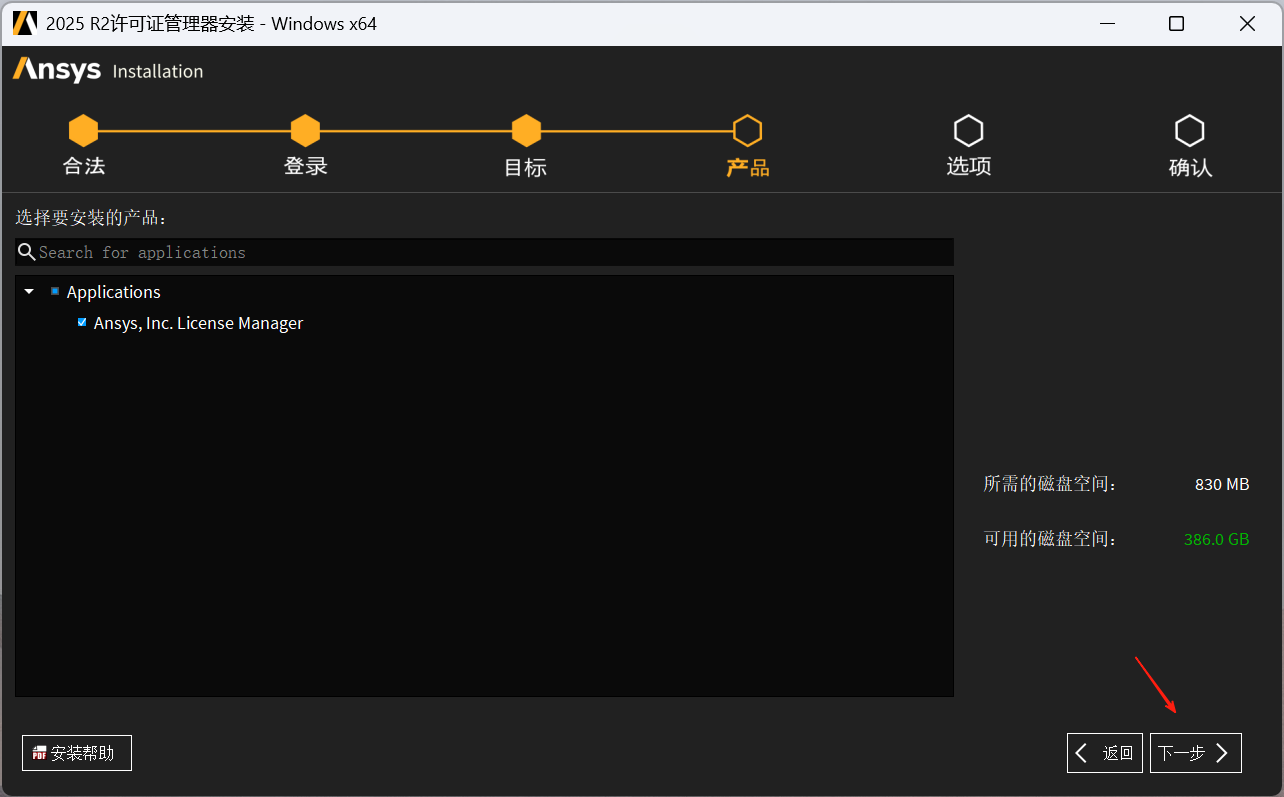 2025 R2许可证管理器安装 - Windows x64
Ansys Installation
合法 登录 目标 产品 选项 确认
选择要安装的产品：
Search for applications
Applications
Ansys, Inc. License Manager
所需的磁盘空间： 830 MB
可用的磁盘空间： 386.0 GB
PDF 安装帮助
返回 下一步